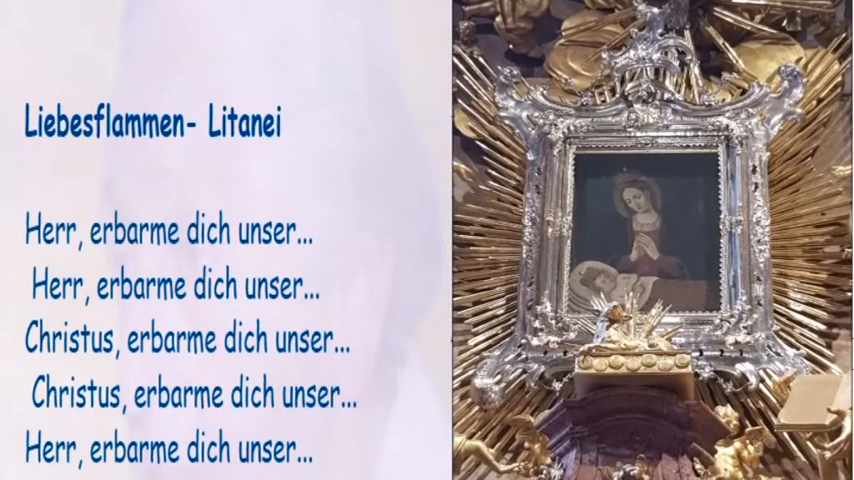 Liebesflammen- Litanei
Herr, erbarme dich unser...
Herr, erbarme dich unser...
Christus, erbarme dich unser...
Christus, erbarme dich unser...
Herr, erbarme dich unser...